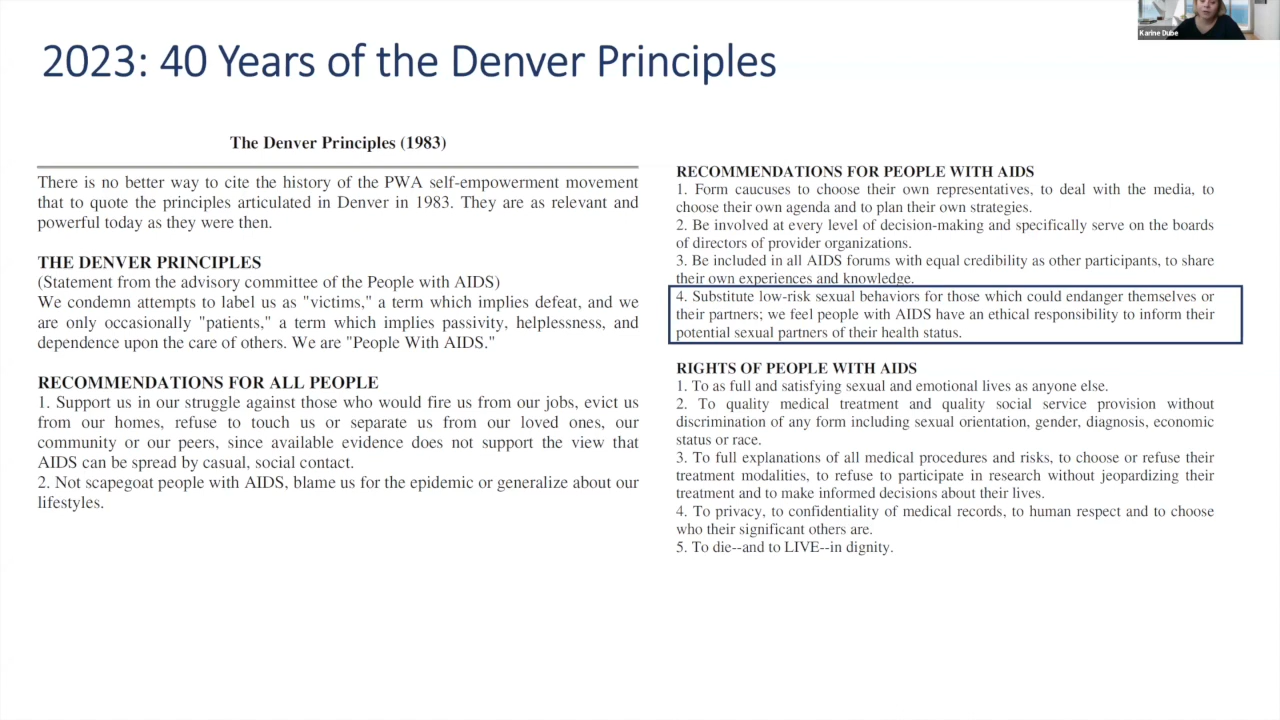 Karine Dube
2023: 40 Years of the Denver Principles
The Denver Principles (1983)
There is no better way to cite the history of the PWA self-empowerment movement
that to quote the principles articulated in Denver in 1983. They are as relevant and
powerful today as they were then.
THE DENVER PRINCIPLES
(Statement from the advisory committee of the People with AIDS)
We condemn attempts to label us as "victims," a term which implies defeat, and we
are only occasionally "patients," a term which implies passivity, helplessness, and
dependence upon the care of others. We are "People With AIDS."
RECOMMENDATIONS FOR ALL PEOPLE
1. Support us in our struggle against those who would fire us from our jobs, evict us
from our homes, refuse to touch us or separate us from our loved ones, our
community or our peers, since available evidence does not support the view that
AIDS can be spread by casual, social contact.
2. Not scapegoat people with AIDS, blame us for the epidemic or generalize about our
lifestyles.
RECOMMENDATIONS FOR PEOPLE WITH AIDS
1. Form caucuses to choose their own representatives, to deal with the media, to
choose their own agenda and to plan their own strategies.
2. Be involved at every level of decision-making and specifically serve on the boards
of directors of provider organizations.
3. Be included in all AIDS forums with equal credibility as other participants, to share
their own experiences and knowledge.
4. Substitute low-risk sexual behaviors for those which could endanger themselves or
their partners; we feel people with AIDS have an ethical responsibility to inform their
potential sexual partners of their health status.
RIGHTS OF PEOPLE WITH AIDS
1. To as full and satisfying sexual and emotional lives as anyone else.
2. To quality medical treatment and quality social service provision without
discrimination of any form including sexual orientation, gender, diagnosis, economic
status or race.
3. To full explanations of all medical procedures and risks, to choose or refuse their
treatment modalities, to refuse to participate in research without jeopardizing their
treatment and to make informed decisions about their lives.
4. To privacy, to confidentiality of medical records, to human respect and to choose
who their significant others are.
5. To die--and to LIVE--in dignity.